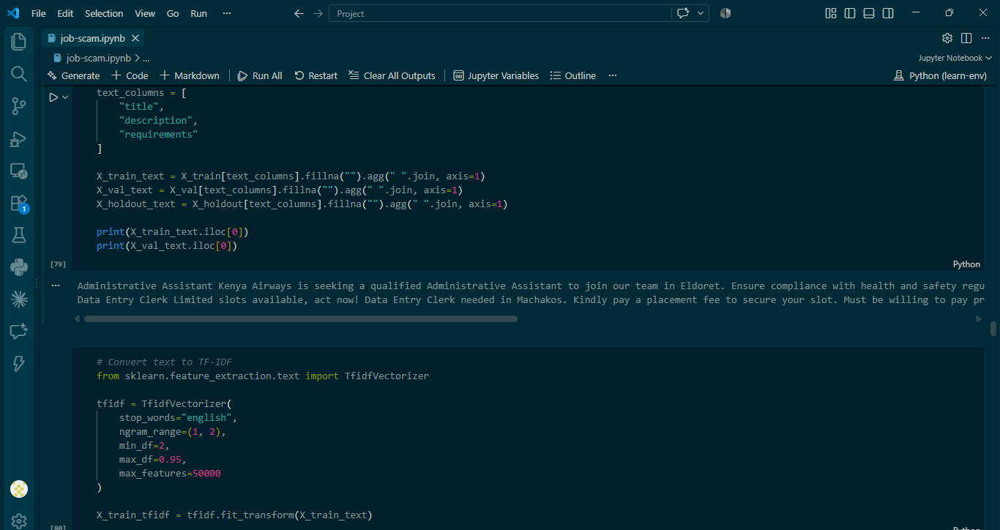 File Edit Selection View Go Run ··· Project
job-scam.ipynb
job-scam.ipynb > ...
Jupyter Notebook
Generate + Code + Markdown Run All Restart Clear All Outputs Jupyter Variables Outline ··· Python (learn-env)
text_columns = [
"title",
"description",
"requirements"
]
X_train_text = X_train[text_columns].fillna("").agg(" ".join, axis=1)
X_val_text = X_val[text_columns].fillna("").agg(" ".join, axis=1)
X_holdout_text = X_holdout[text_columns].fillna("").agg(" ".join, axis=1)
print(X_train_text.iloc[0])
print(X_val_text.iloc[0])
[79] Python
Administrative Assistant Kenya Airways is seeking a qualified Administrative Assistant to join our team in Eldoret. Ensure compliance with health and safety regu
Data Entry Clerk Limited slots available, act now! Data Entry Clerk needed in Machakos. Kindly pay a placement fee to secure your slot. Must be willing to pay pr
1
# Convert text to TF-IDF
from sklearn.feature_extraction.text import TfidfVectorizer
tfidf = TfidfVectorizer(
stop_words="english",
ngram_range=(1, 2),
min_df=2,
max_df=0.95,
max_features=50000
)
X_train_tfidf = tfidf.fit_transform(X_train_text)
[80] Python